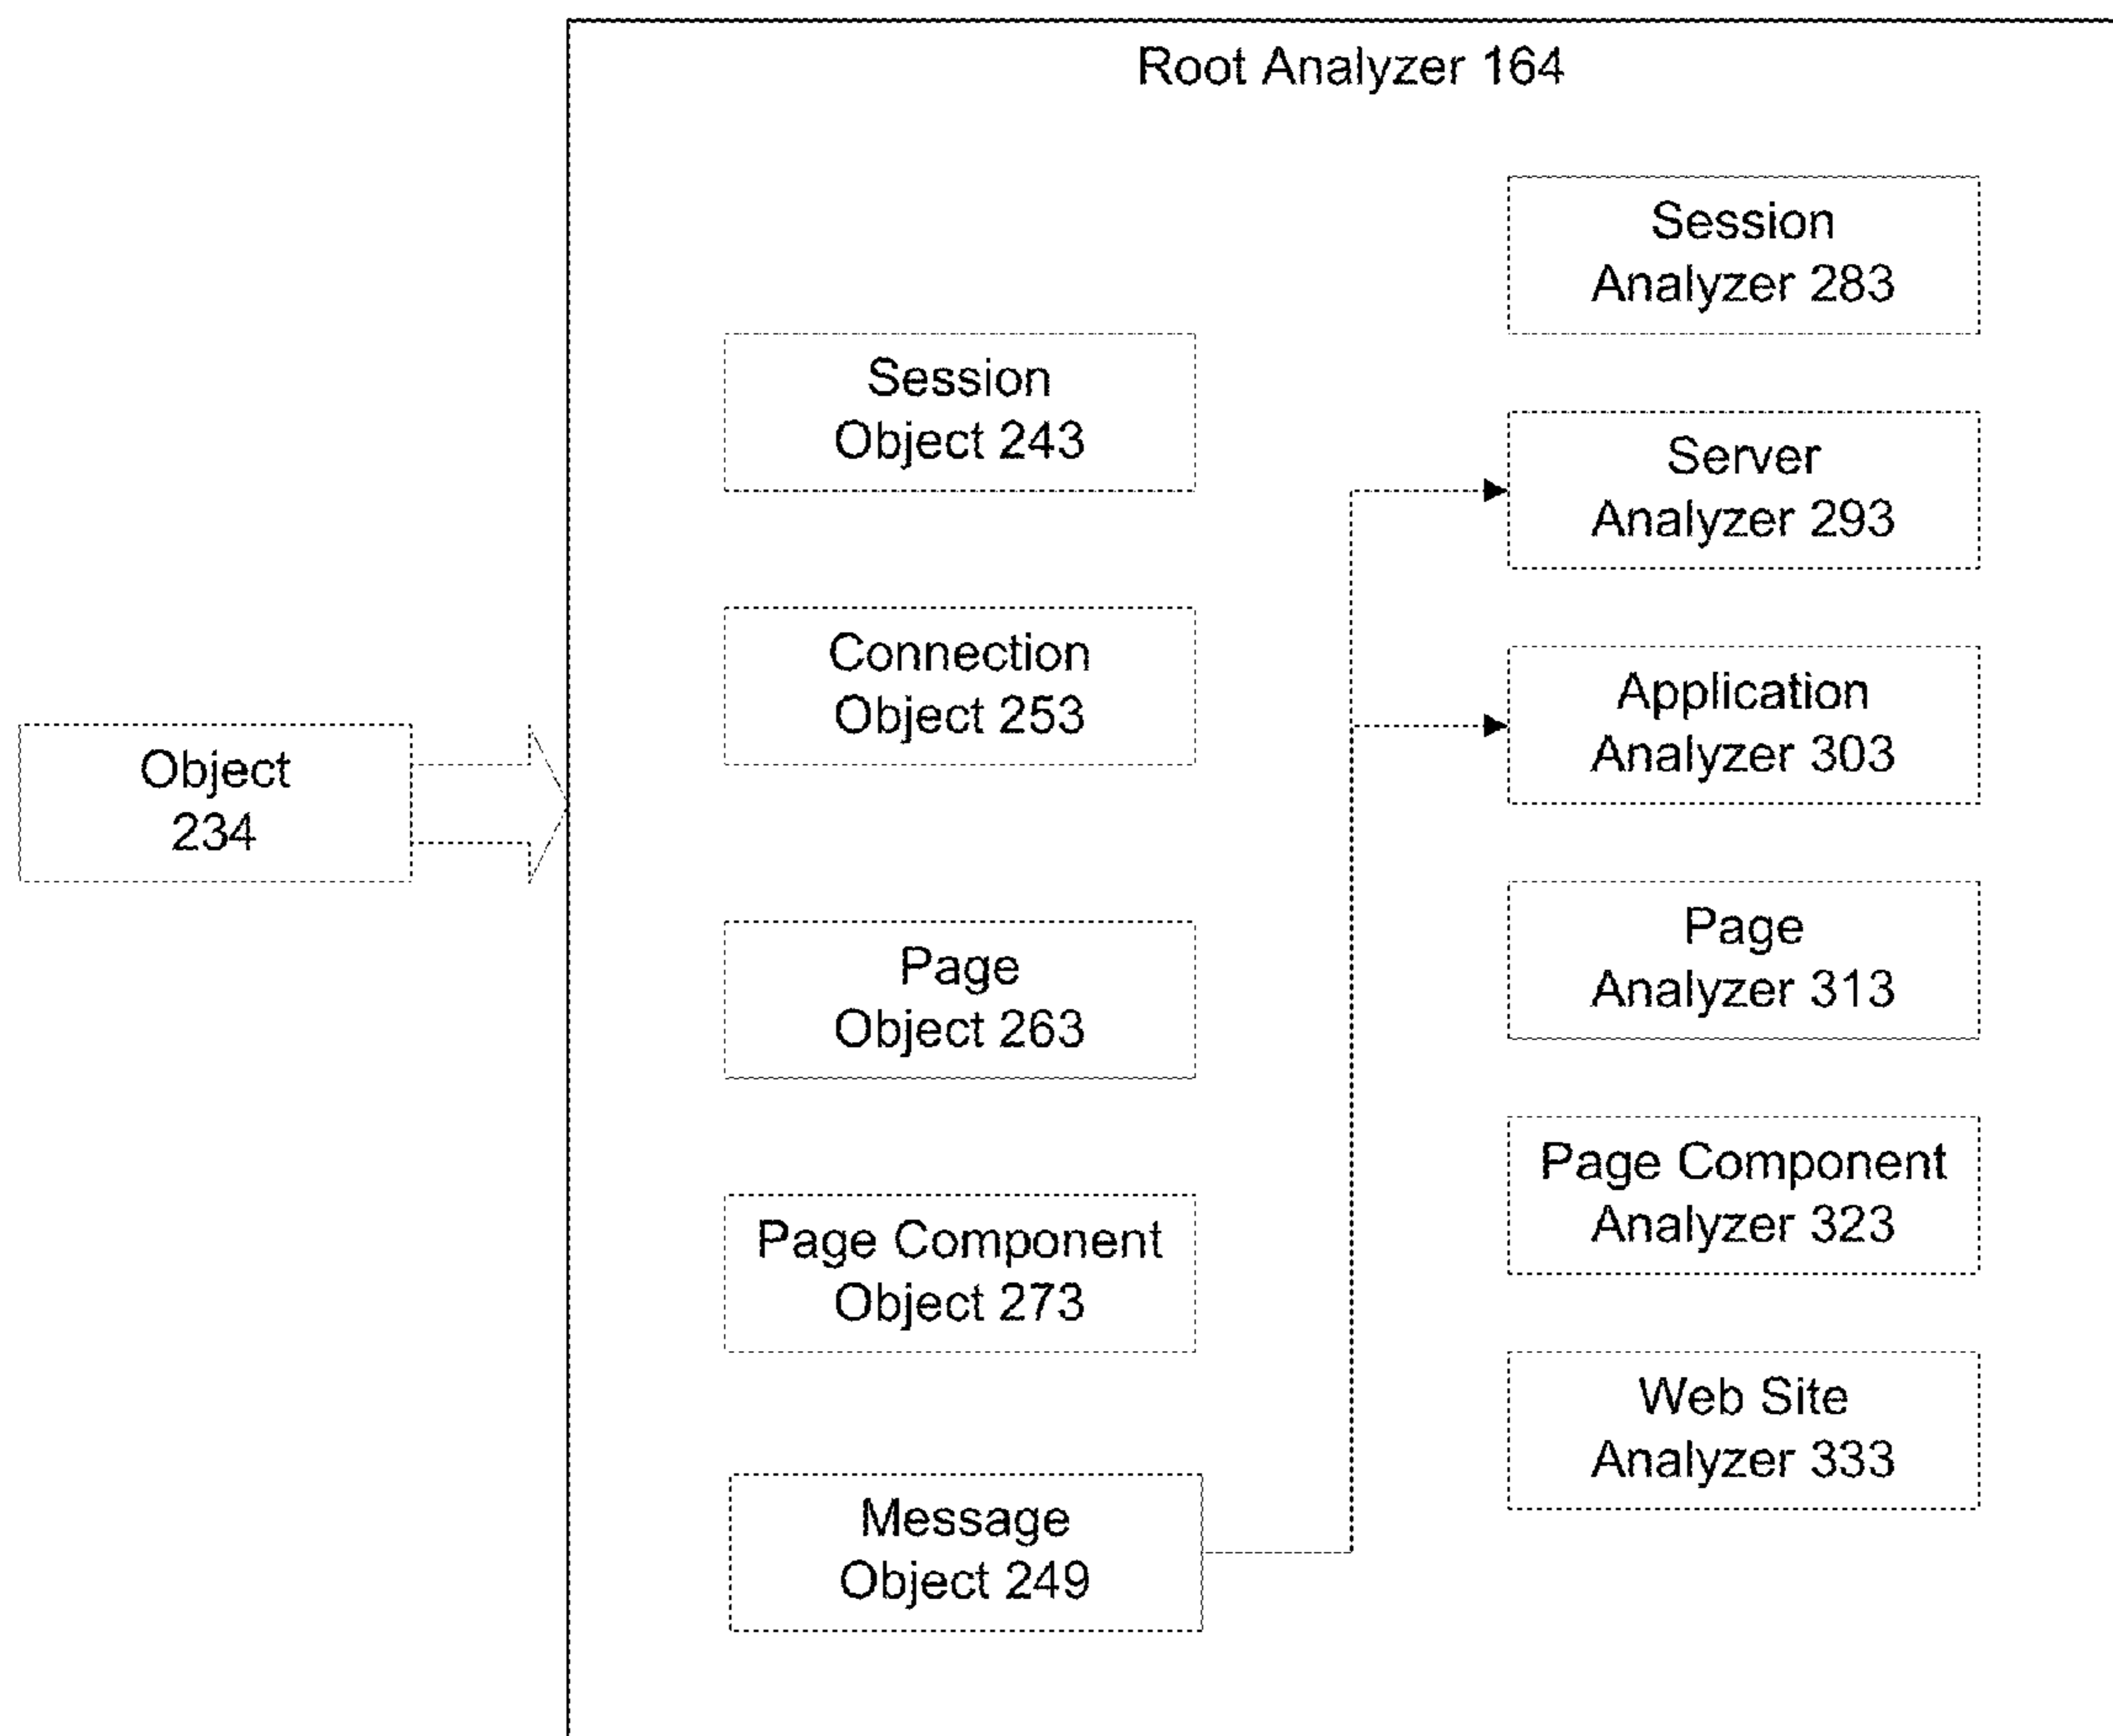 Root Analyzer 164
Object
234
Session
Object 243
Connection
Object 253
Page
Object 263
Page Component
Object 273
Message
Object 249
Session
Analyzer 283
Server
Analyzer 293
Application
Analyzer 303
Page
Analyzer 313
Page Component
Analyzer 323
Web Site
Analyzer 333